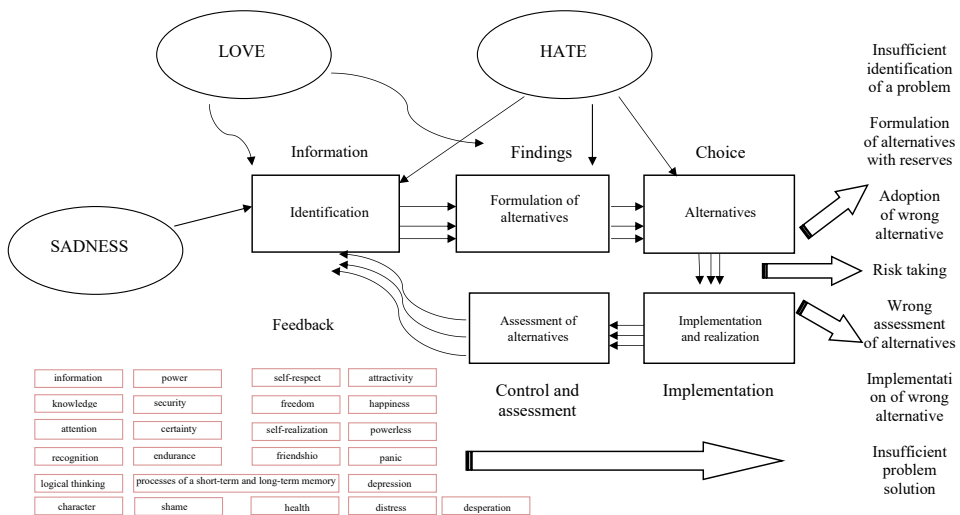 LOVE
HATE
SADNESS
Information
Findings
Choice
Identification
Formulation of
alternatives
Alternatives
Feedback
Assessment of
alternatives
Implementation
and realization
Control and
assessment
Implementation
Insufficient
identification
of a problem
Formulation
of alternatives
with reserves
Adoption
of wrong
alternative
Risk taking
Wrong
assessment
of alternatives
Implementati
on of wrong
alternative
Insufficient
problem
solution
information
power
self-respect
attractivity
knowledge
security
freedom
happiness
attention
certainty
self-realization
powerless
recognition
endurance
friendshio
panic
logical thinking
processes of a short-term and long-term memory
depression
character
shame
health
distress
desperation